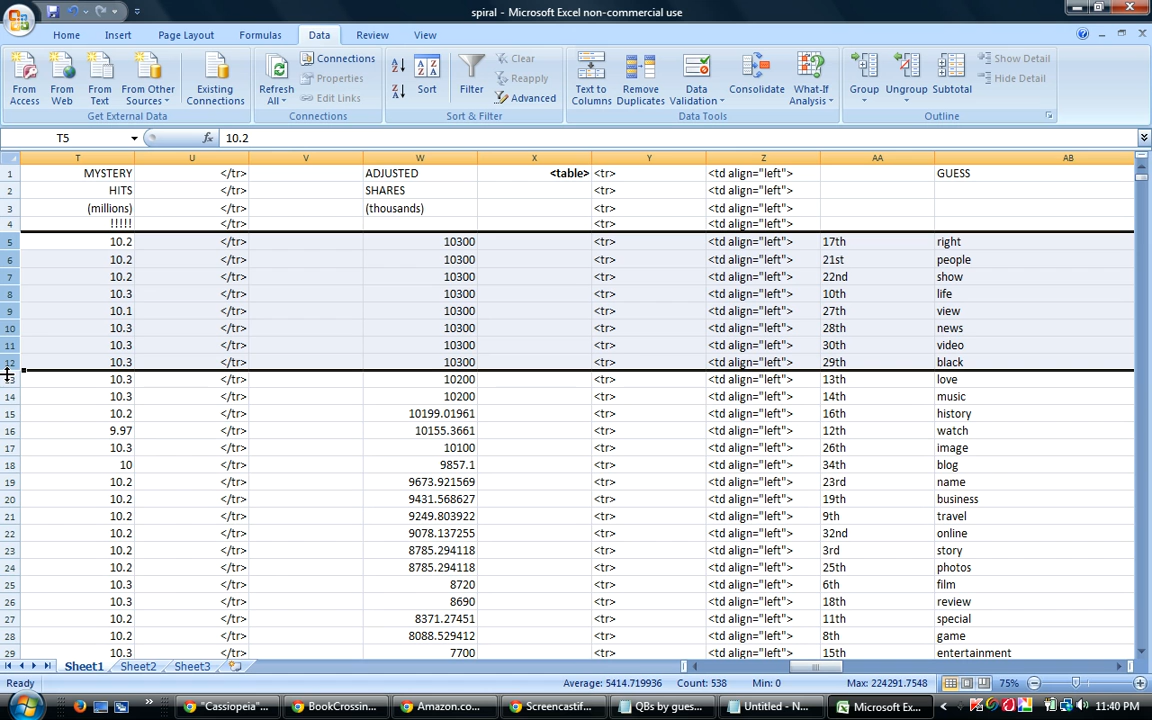 spiral - Microsoft Excel non-commercial use
Home Insert Page Layout Formulas Data Review View
From Access
From Web
From Text
From Other Sources
Existing Connections
Refresh All
Connections
Properties
Edit Links
Sort
Filter
Clear
Reapply
Advanced
Text to Columns
Remove Duplicates
Data Validation
Consolidate
What-If Analysis
Group
Ungroup
Subtotal
Show Detail
Hide Detail
Get External Data Connections Sort & Filter Data Tools Outline
T5 fx 10.2
T U V W X Y Z AA AB
1 MYSTERY </tr> ADJUSTED <table> <tr> <td align="left"> GUESS
2 HITS </tr> SHARES <tr> <td align="left">
3 (millions) </tr> (thousands) <tr> <td align="left">
4 !!!!! </tr> <tr> <td align="left">
5 10.2 </tr> 10300 <tr> <td align="left"> 17th right
6 10.2 </tr> 10300 <tr> <td align="left"> 21st people
7 10.2 </tr> 10300 <tr> <td align="left"> 22nd show
8 10.3 </tr> 10300 <tr> <td align="left"> 10th life
9 10.1 </tr> 10300 <tr> <td align="left"> 27th view
10 10.3 </tr> 10300 <tr> <td align="left"> 28th news
11 10.3 </tr> 10300 <tr> <td align="left"> 30th video
12 10.3 </tr> 10300 <tr> <td align="left"> 29th black
13 10.3 </tr> 10200 <tr> <td align="left"> 13th love
14 10.3 </tr> 10200 <tr> <td align="left"> 14th music
15 10.2 </tr> 10199.01961 <tr> <td align="left"> 16th history
16 9.97 </tr> 10155.3661 <tr> <td align="left"> 12th watch
17 10.3 </tr> 10100 <tr> <td align="left"> 26th image
18 10 </tr> 9857.1 <tr> <td align="left"> 34th blog
19 10.2 </tr> 9673.921569 <tr> <td align="left"> 23rd name
20 10.2 </tr> 9431.568627 <tr> <td align="left"> 19th business
21 10.2 </tr> 9249.803922 <tr> <td align="left"> 9th travel
22 10.2 </tr> 9078.137255 <tr> <td align="left"> 32nd online
23 10.2 </tr> 8785.294118 <tr> <td align="left"> 3rd story
24 10.2 </tr> 8785.294118 <tr> <td align="left"> 25th photos
25 10.3 </tr> 8720 <tr> <td align="left"> 6th film
26 10.3 </tr> 8690 <tr> <td align="left"> 18th review
27 10.2 </tr> 8371.27451 <tr> <td align="left"> 11th special
28 10.2 </tr> 8088.529412 <tr> <td align="left"> 8th game
29 10.3 </tr> 7700 <tr> <td align="left"> 15th entertainment
Sheet1 Sheet2 Sheet3
Ready Average: 5414.719936 Count: 538 Min: 0 Max: 224291.7548 75%
"Cassiopeia"... BookCrossin... Amazon.co... Screencastif... QBs by gues... Untitled - N... Microsoft Ex... 11:40 PM